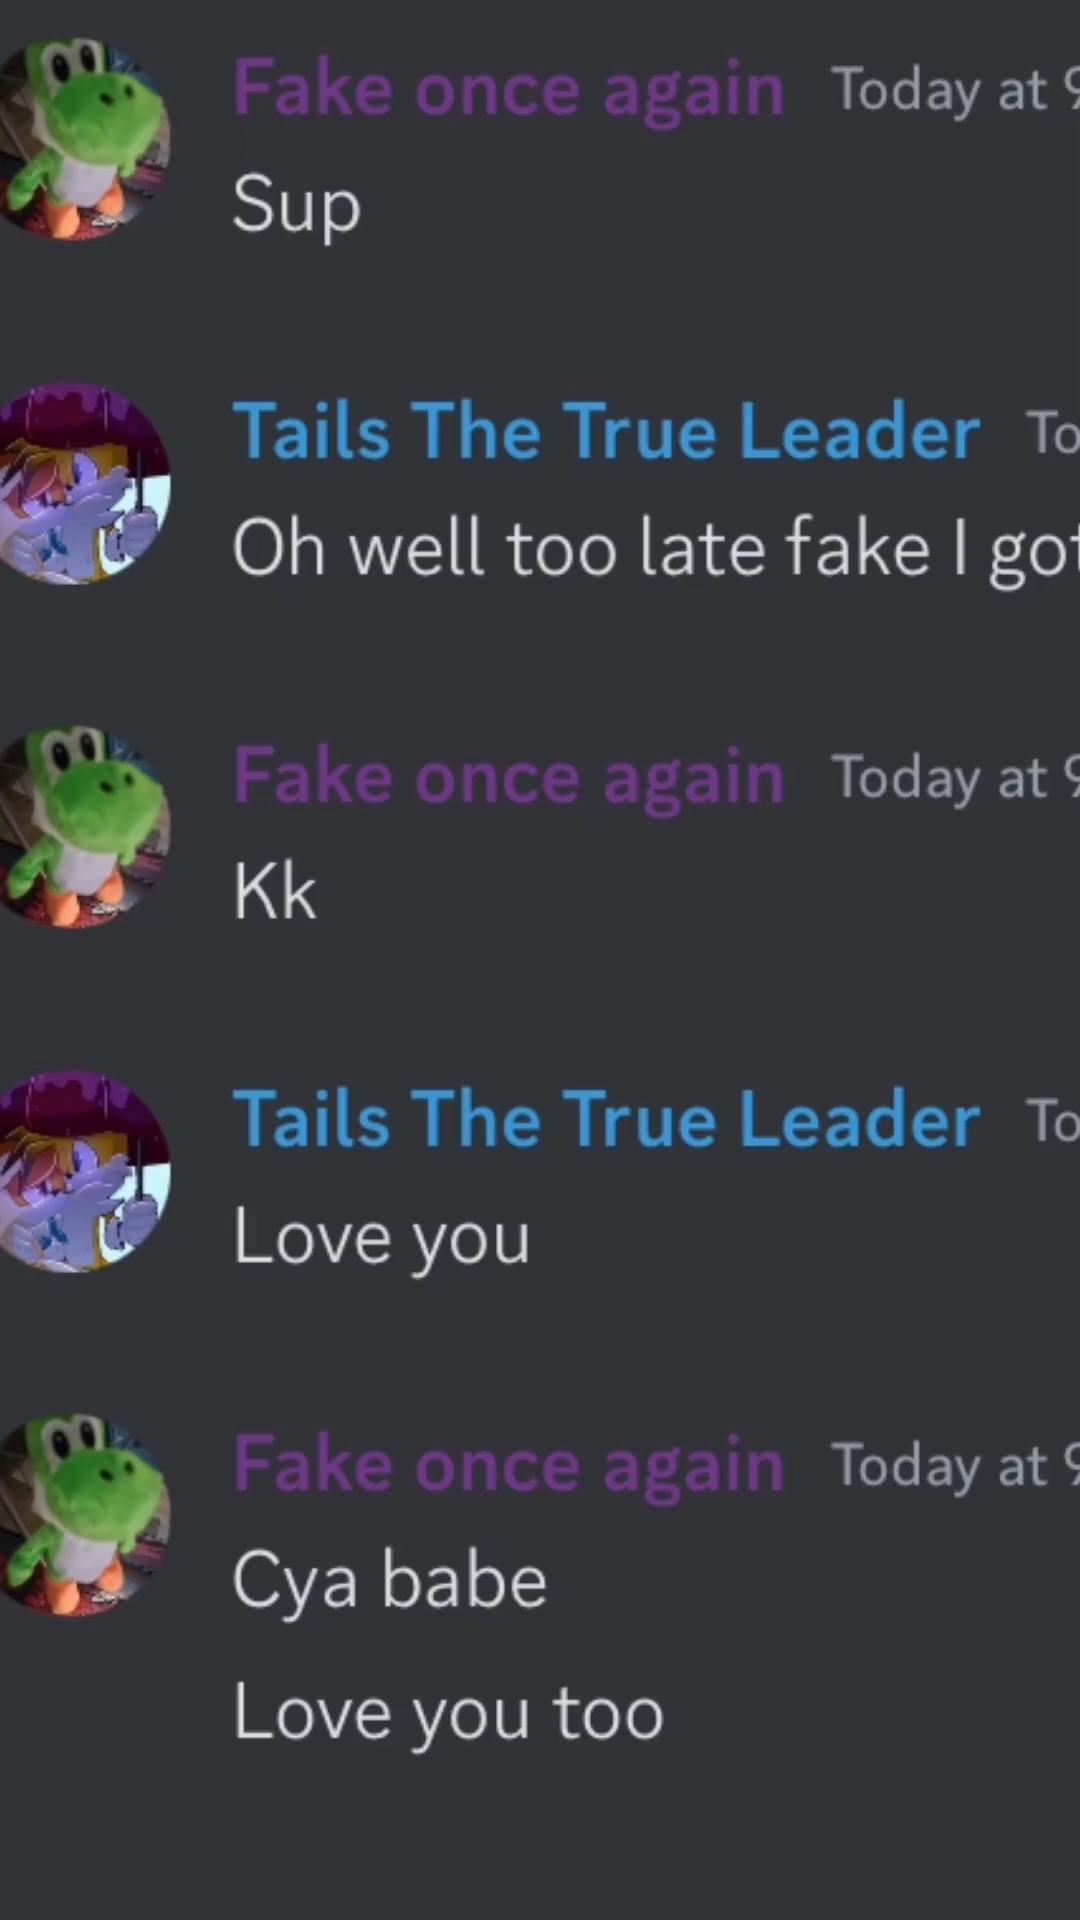 Fake once again Today at 9
Sup
Tails The True Leader To
Oh well too late fake I got
Fake once again Today at 9
Kk
Tails The True Leader To
Love you
Fake once again Today at 9
Cya babe
Love you too